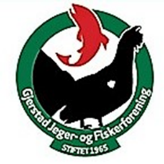 Gjerstad Jeger- og Fiskerforening
STIFTET 1965